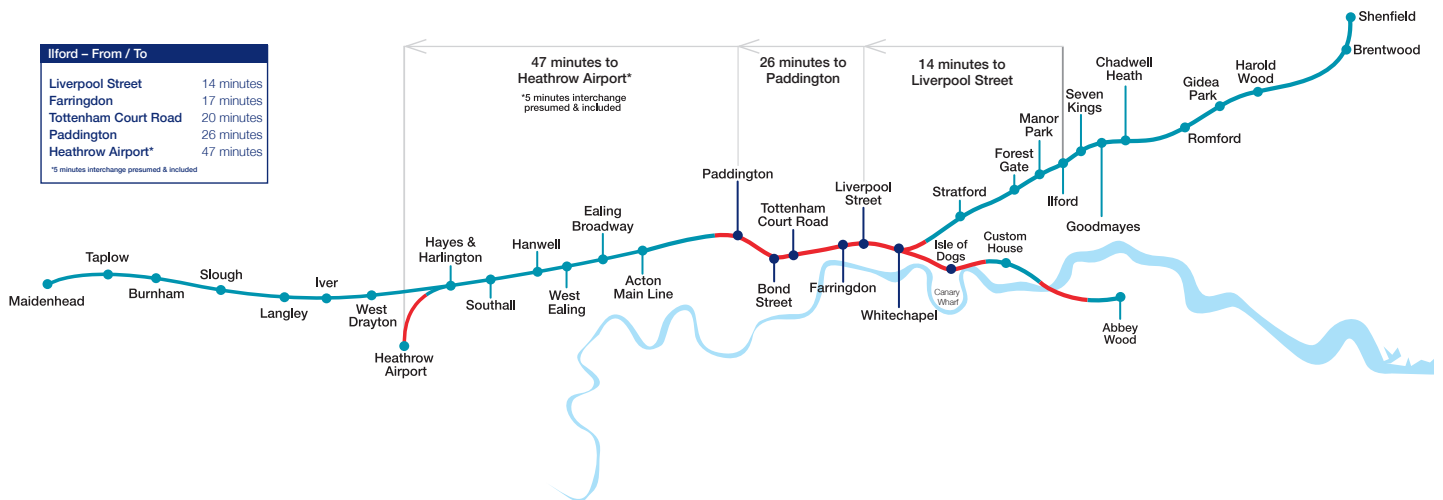 Ilford – From / To
Liverpool Street 14 minutes
Farringdon 17 minutes
Tottenham Court Road 20 minutes
Paddington 26 minutes
Heathrow Airport* 47 minutes
*5 minutes interchange presumed & included
47 minutes to
Heathrow Airport*
*5 minutes interchange
presumed & included
26 minutes to
Paddington
14 minutes to
Liverpool Street
Maidenhead
Taplow
Burnham
Slough
Langley
Iver
West
Drayton
Heathrow
Airport
Hayes &
Harlington
Southall
Hanwell
West
Ealing
Ealing
Broadway
Acton
Main Line
Paddington
Bond
Street
Tottenham
Court Road
Farringdon
Liverpool
Street
Whitechapel
Stratford
Forest
Gate
Manor
Park
Ilford
Seven
Kings
Goodmayes
Chadwell
Heath
Romford
Gidea
Park
Harold
Wood
Brentwood
Shenfield
Isle of
Dogs
Canary
Wharf
Custom
House
Abbey
Wood